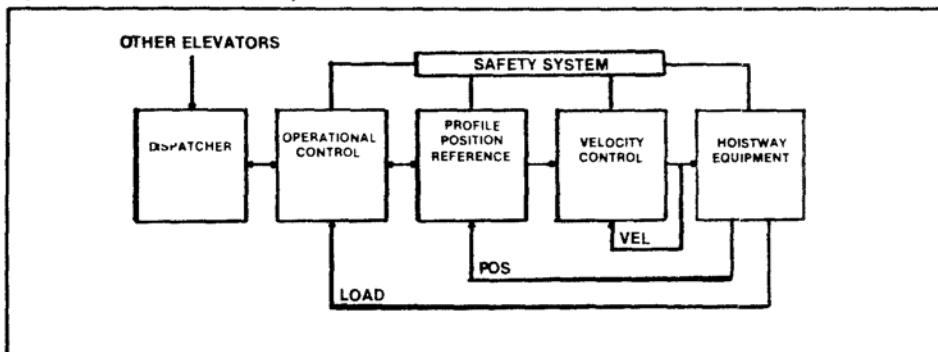 OTHER ELEVATORS
SAFETY SYSTEM
DISPATCHER
OPERATIONAL
CONTROL
PROFILE
POSITION
REFERENCE
VELOCITY
CONTROL
HOISTWAY
EQUIPMENT
VEL
POS
LOAD